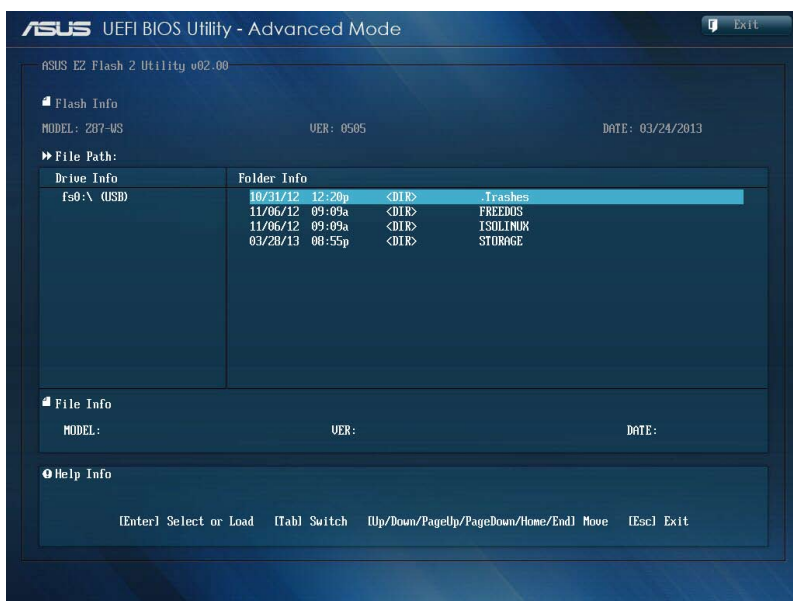 ASUS UEFI BIOS Utility - Advanced Mode Exit
ASUS EZ Flash 2 Utility v02.00
Flash Info
MODEL: Z87-WS VER: 0505 DATE: 03/24/2013
File Path:
Drive Info Folder Info
fs0:\ (USB) 10/31/12 12:20p <DIR> .Trashes
11/06/12 09:09a <DIR> FREEDOS
11/06/12 09:09a <DIR> ISOLINUX
03/28/13 08:55p <DIR> STORAGE
File Info
MODEL: VER: DATE:
Help Info
[Enter] Select or Load [Tab] Switch [Up/Down/PageUp/PageDown/Home/End] Move [Esc] Exit